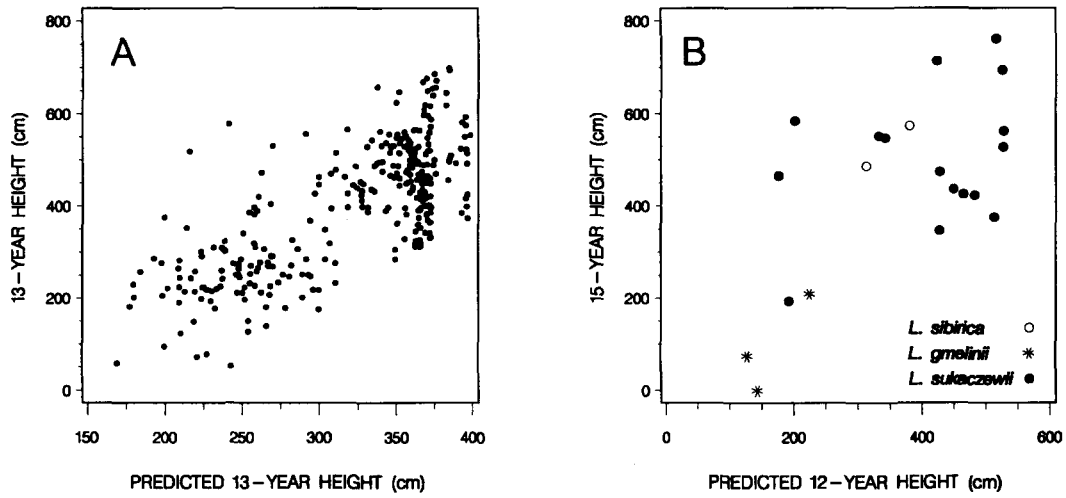 A
13–YEAR HEIGHT (cm)
800
600
400
200
0
150 200 250 300 350 400
PREDICTED 13–YEAR HEIGHT (cm)
B
15–YEAR HEIGHT (cm)
800
600
400
200
0
L. sibirica
L. gmelinii
L. sukaczewii
0 200 400 600
PREDICTED 12–YEAR HEIGHT (cm)